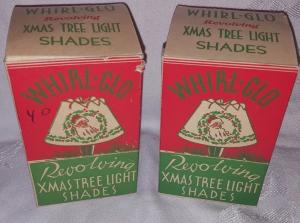 WHIRL-GLO
Revolving
XMAS TREE LIGHT
SHADES
WHIRL-GLO
40
Revolving
XMAS TREE LIGHT
SHADES
WHIRL-GLO
Revolving
XMAS TREE LIGHT
SHADES
WHIRL-GLO
Revolving
XMAS TREE LIGHT
SHADES